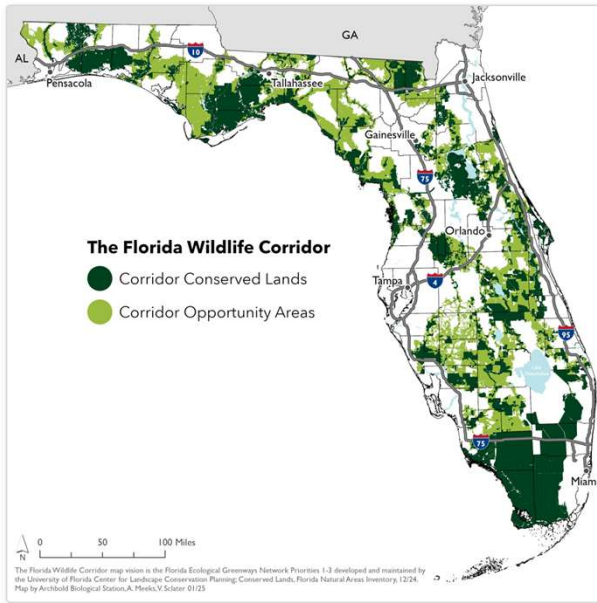 GA
AL
10
Pensacola
Tallahassee
Jacksonville
Gainesville
75
Orlando
The Florida Wildlife Corridor
Corridor Conserved Lands
Corridor Opportunity Areas
Tampa
4
95
75
Miam
N
0 50 100 Miles
The Florida Wildlife Corridor map vision is the Florida Ecological Greenways Network Priorities 1-3 developed and maintained by
the University of Florida Center for Landscape Conservation Planning; Conserved Lands, Florida Natural Areas Inventory, 12/24.
Map by Archbold Biological Station, A. Meeks, V. Sclater 01/25